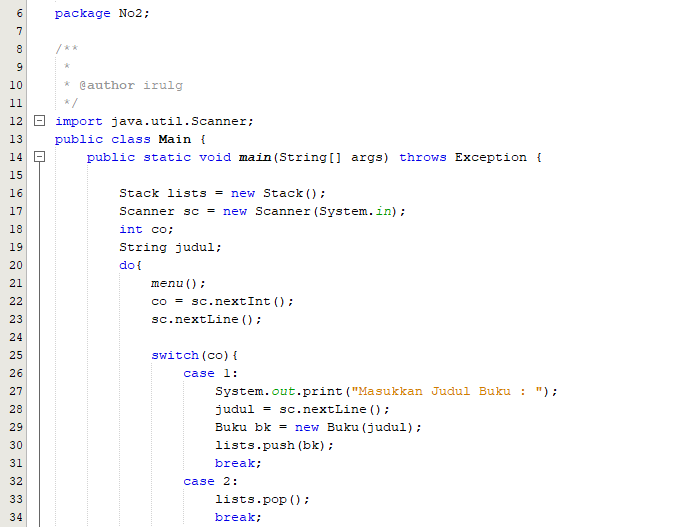 6 package No2;
7
8 /**
9 *
10 * @author irulg
11 */
12 import java.util.Scanner;
13 public class Main {
14 public static void main(String[] args) throws Exception {
15
16 Stack lists = new Stack();
17 Scanner sc = new Scanner(System.in);
18 int co;
19 String judul;
20 do{
21 menu();
22 co = sc.nextInt();
23 sc.nextLine();
24
25 switch(co){
26 case 1:
27 System.out.print("Masukkan Judul Buku : ");
28 judul = sc.nextLine();
29 Buku bk = new Buku(judul);
30 lists.push(bk);
31 break;
32 case 2:
33 lists.pop();
34 break;